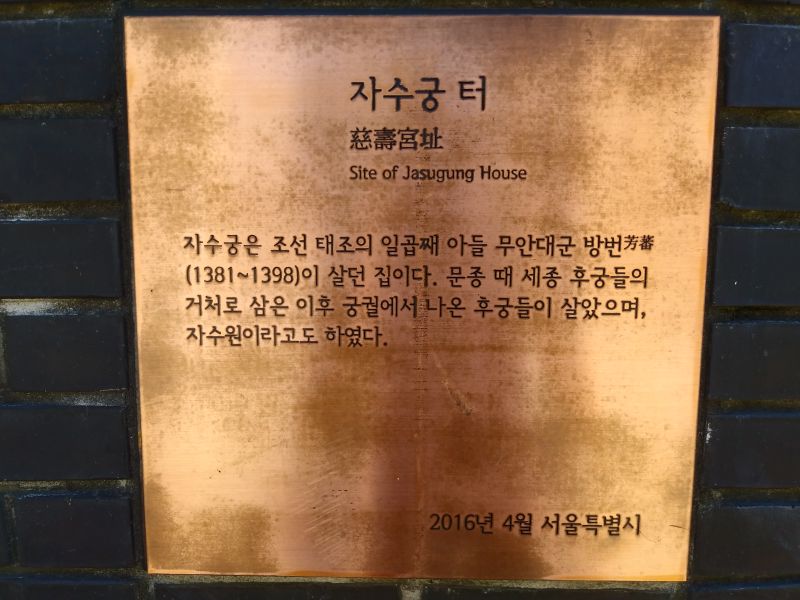 자수궁 터
慈壽宮址
Site of Jasugung House
자수궁은 조선 태조의 일곱째 아들 무안대군 방번芳蕃
(1381~1398)이 살던 집이다. 문종 때 세종 후궁들의
거처로 삼은 이후 궁궐에서 나온 후궁들이 살았으며,
자수원이라고도 하였다.
2016년 4월 서울특별시